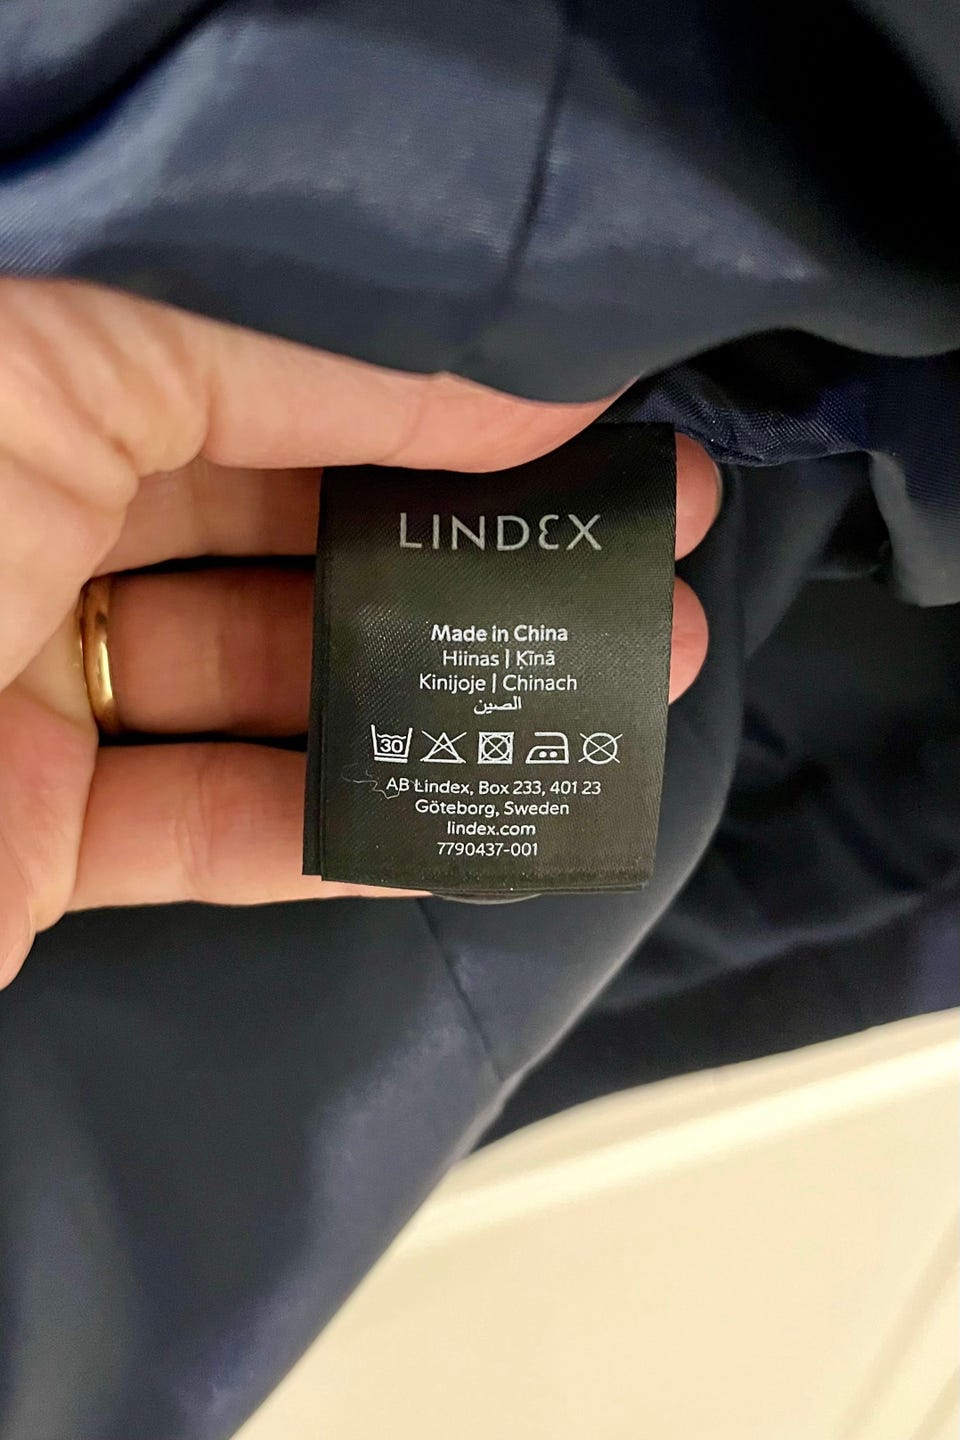 LINDEX
Made in China
Hiinas | Ķīnā
Kinijoje | Chinach
الصين
30
AB Lindex, Box 233, 401 23
Göteborg, Sweden
lindex.com
7790437-001